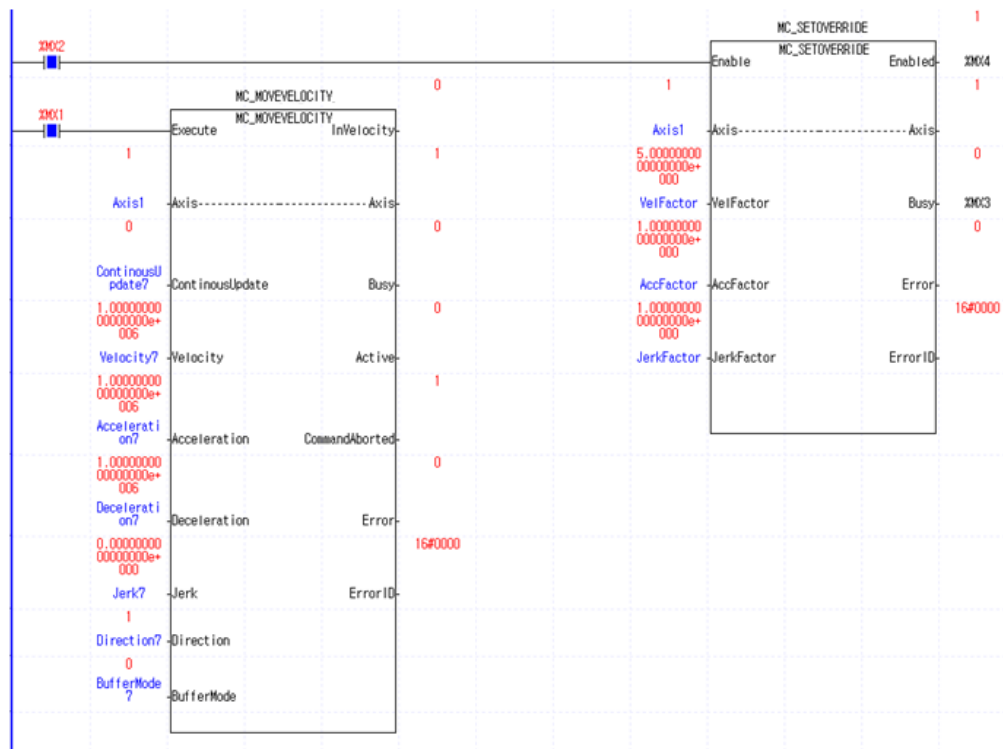 1
MC_SETOVERRIDE
%MX2
MC_SETOVERRIDE
Enable
Enabled
%MX4
0
1
1
MC_MOVEVELOCITY
%MX1
MC_MOVEVELOCITY
Execute
InVelocity
Axis1
Axis
Axis
1
1
5.00000000
00000000e+
000
0
Axis1
Axis
Axis
VelFactor
VelFactor
Busy
%MX3
0
0
1.00000000
00000000e+
000
0
ContinousU
pdate7
ContinousUpdate
Busy
AccFactor
AccFactor
Error
1.00000000
00000000e+
006
0
1.00000000
00000000e+
000
16#0000
Velocity7
Velocity
Active
JerkFactor
JerkFactor
ErrorID
1.00000000
00000000e+
006
1
Accelerati
on7
Acceleration
CommandAborted
1.00000000
00000000e+
006
0
Decelerati
on7
Deceleration
Error
0.00000000
00000000e+
000
16#0000
Jerk7
Jerk
ErrorID
1
Direction7
Direction
0
BufferMode
7
BufferMode